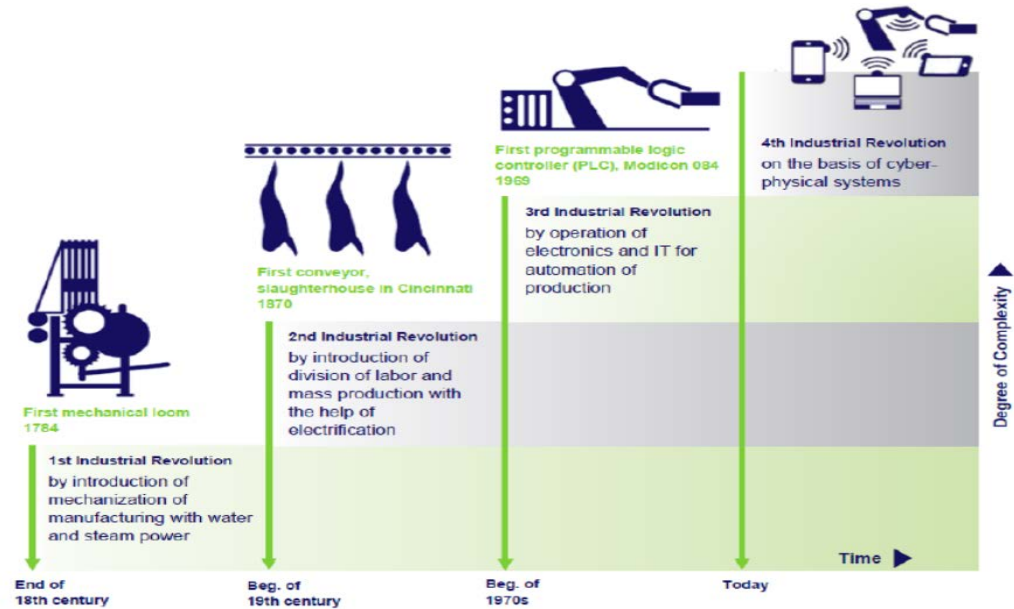 4th Industrial Revolution
on the basis of cyber-
physical systems
First programmable logic
controller (PLC), Modicon 084
1969
3rd Industrial Revolution
by operation of
electronics and IT for
automation of
production
First conveyor,
slaughterhouse in Cincinnati
1870
2nd Industrial Revolution
by introduction of
division of labor and
mass production with
the help of
electrification
First mechanical loom
1784
1st Industrial Revolution
by introduction of
mechanization of
manufacturing with water
and steam power
Degree of Complexity
Time
End of
18th century
Beg. of
19th century
Beg. of
1970s
Today